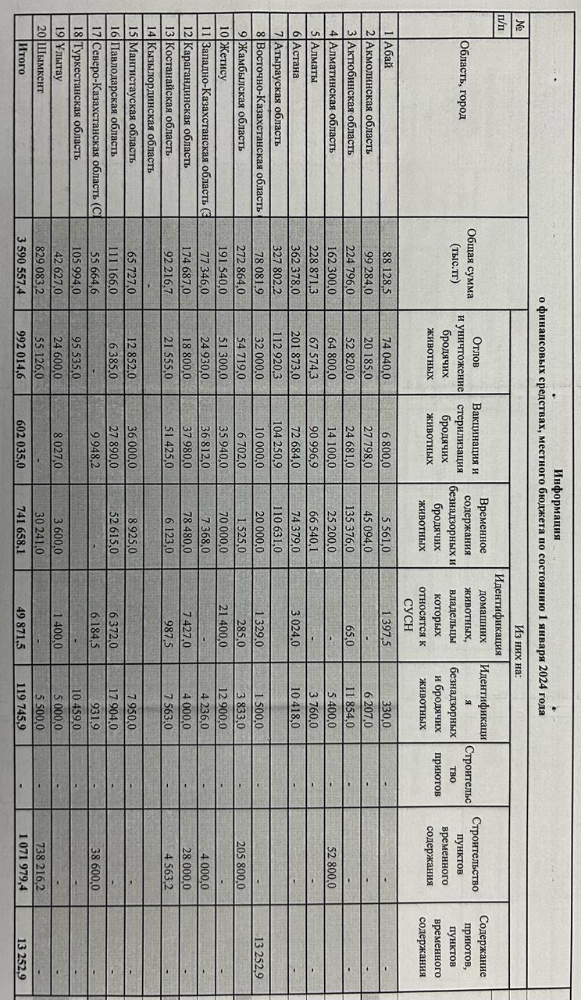 Информация
о финансовых средствах, местного бюджета по состоянию 1 января 2024 года
№ п/п | Область, город | Общая сумма (тыс.тг) | Из них на:
Отлов и уничтожение бродячих животных | Вакцинация и стерилизация бродячих животных | Временное содержания безнадзорных и бродячих животных | Идентификация домашних животных, владельцы которых относятся к СУСН | Идентификаци я безнадзорных и бродячих животных | Строительс тво приютов | Строительство пунктов временного содержания | Содержание приютов, пунктов временного содержания
1 Абай 88 128,5 74 040,0 6 800,0 5 561,0 1 397,5 330,0 - - -
2 Акмолинская область 99 284,0 20 185,0 27 798,0 45 094,0 - 6 207,0 - - -
3 Актюбинская область 224 796,0 52 820,0 24 681,0 135 376,0 65,0 11 854,0 - - -
4 Алматинская область 162 300,0 64 800,0 14 100,0 25 200,0 - 5 400,0 - 52 800,0 -
5 Алматы 228 871,3 67 574,3 90 996,9 66 540,1 - 3 760,0 - - -
6 Астана 362 378,0 201 873,0 72 684,0 74 379,0 3 024,0 10 418,0 - - -
7 Атырауская область 327 802,2 112 920,3 104 250,9 110 631,0
8 Восточно-Казахстанская область ( 78 081,9 32 000,0 10 000,0 20 000,0 1 329,0 1 500,0 - - 13 252,9
9 Жамбылская область 272 864,0 54 719,0 6 702,0 1 525,0 285,0 3 833,0 - 205 800,0
10 Жетису 191 540,0 51 300,0 35 940,0 70 000,0 21 400,0 12 900,0 - - -
11 Западно-Казахстанская область (З 77 346,0 24 930,0 36 812,0 7 368,0 - 4 236,0 - 4 000,0 -
12 Карагандинская область 174 687,0 18 800,0 37 980,0 78 480,0 7 427,0 4 000,0 - 28 000,0 -
13 Костанайская область 92 216,7 21 555,0 51 425,0 6 123,0 987,5 7 563,0 - 4 563,2 -
14 Кызылординская область -
15 Мангистауская область 65 727,0 12 852,0 36 000,0 8 925,0 7 950,0 - - -
16 Павлодарская область 111 166,0 6 385,0 27 890,0 52 615,0 6 372,0 17 904,0 - - -
17 Северо-Казахстанская область (С 55 664,6 - 9 948,2 - 6 184,5 931,9 - 38 600,0 -
18 Туркестанская область 105 994,0 95 535,0 - 10 459,0 - - -
19 Ұлытау 42 627,0 24 600,0 8 027,0 3 600,0 1 400,0 5 000,0 - - -
20 Шымкент 829 083,2 55 126,0 - 30 241,0 - 5 500,0 - 738 216,2 -
Итого 3 590 557,4 992 014,6 602 035,0 741 658,1 49 871,5 119 745,9 - 1 071 979,4 13 252,9